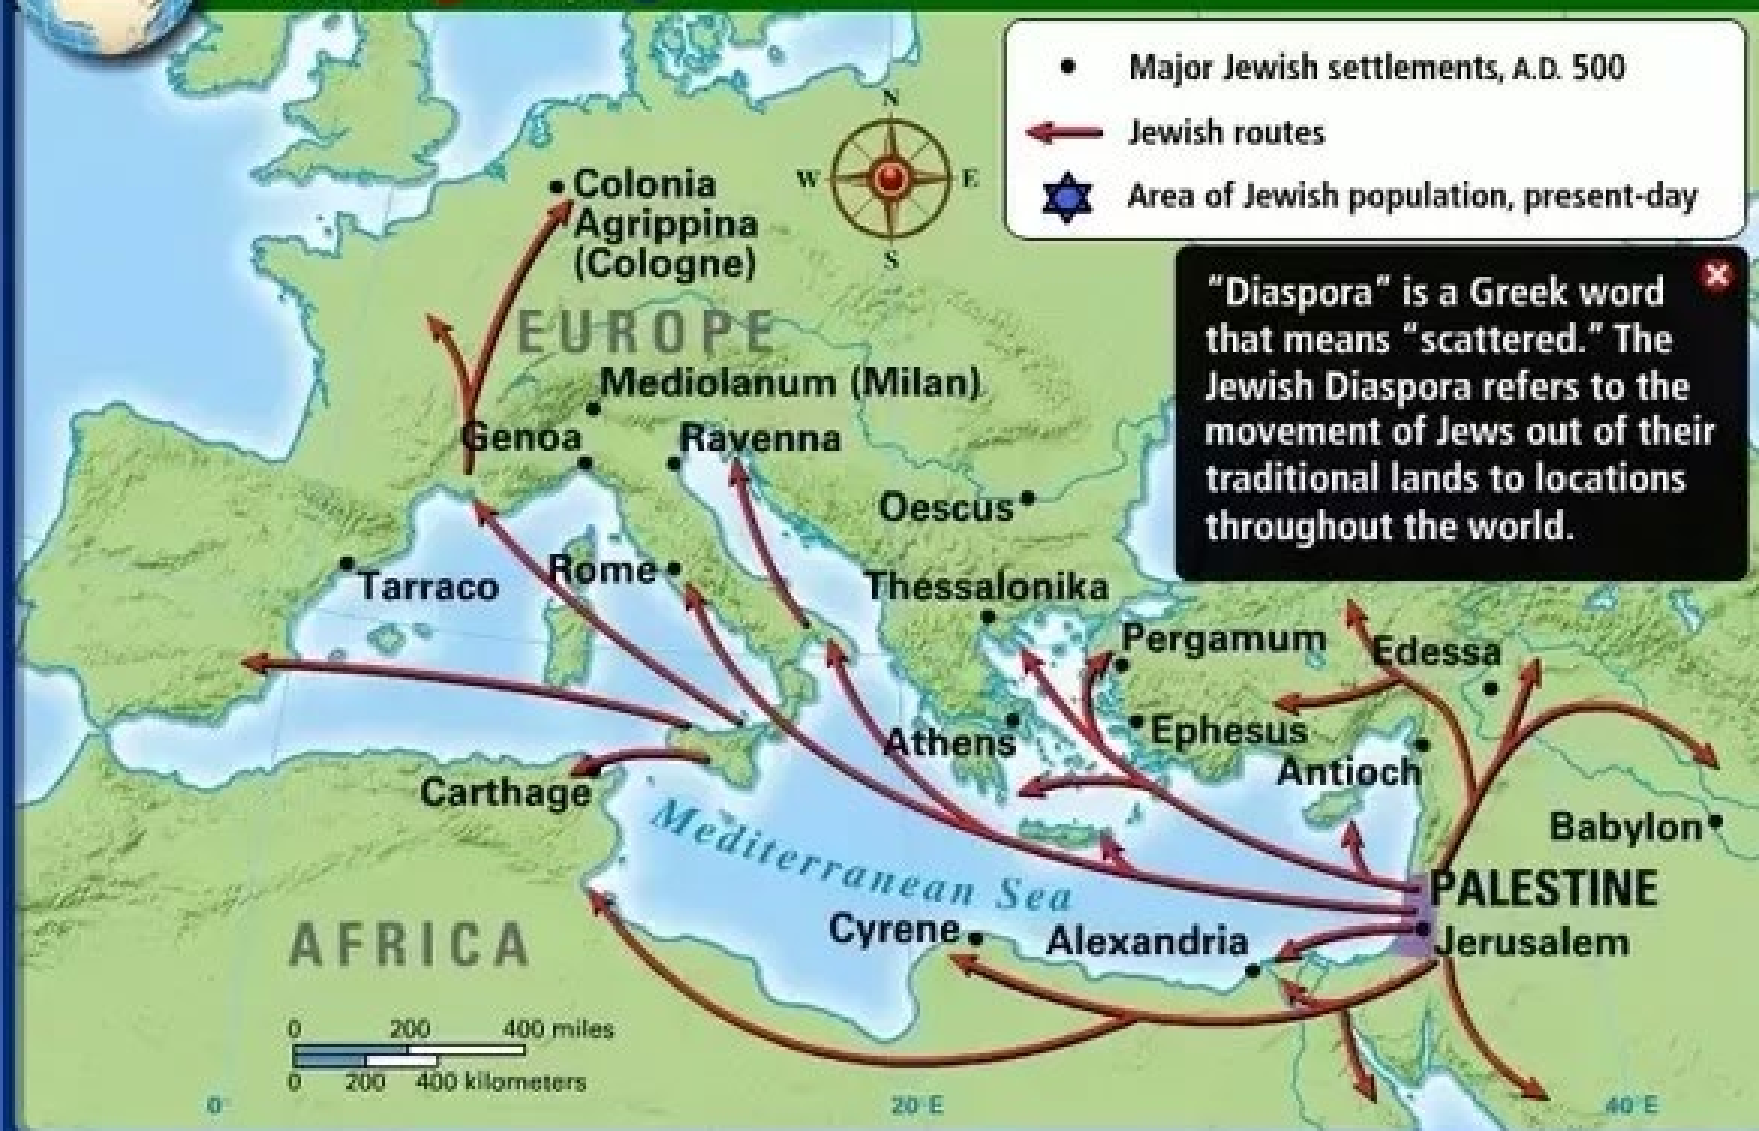 Major Jewish settlements, A.D. 500
Jewish routes
Area of Jewish population, present-day
N
W
E
S
"Diaspora" is a Greek word
that means "scattered." The
Jewish Diaspora refers to the
movement of Jews out of their
traditional lands to locations
throughout the world.
Colonia
Agrippina
(Cologne)
EUROPE
Mediolanum (Milan)
Genoa
Ravenna
Oescus
Rome
Tarraco
Thessalonika
Pergamum
Edessa
Athens
Ephesus
Antioch
Carthage
Babylon
Mediterranean Sea
PALESTINE
Cyrene
Alexandria
Jerusalem
AFRICA
0 200 400 miles
0 200 400 kilometers
0°
20°E
40°E